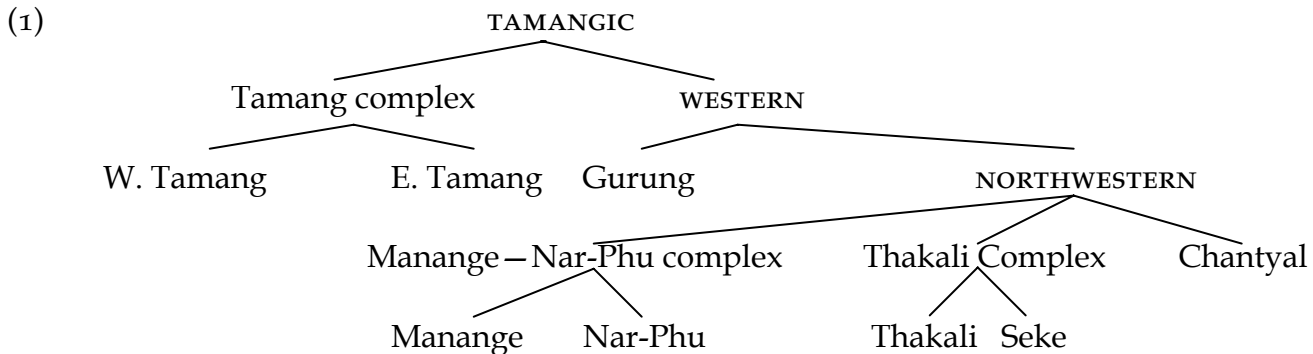 (1) TAMANGIC
Tamang complex WESTERN
W. Tamang E. Tamang Gurung NORTHWESTERN
Manange—Nar-Phu complex Thakali Complex Chantyal
Manange Nar-Phu Thakali Seke